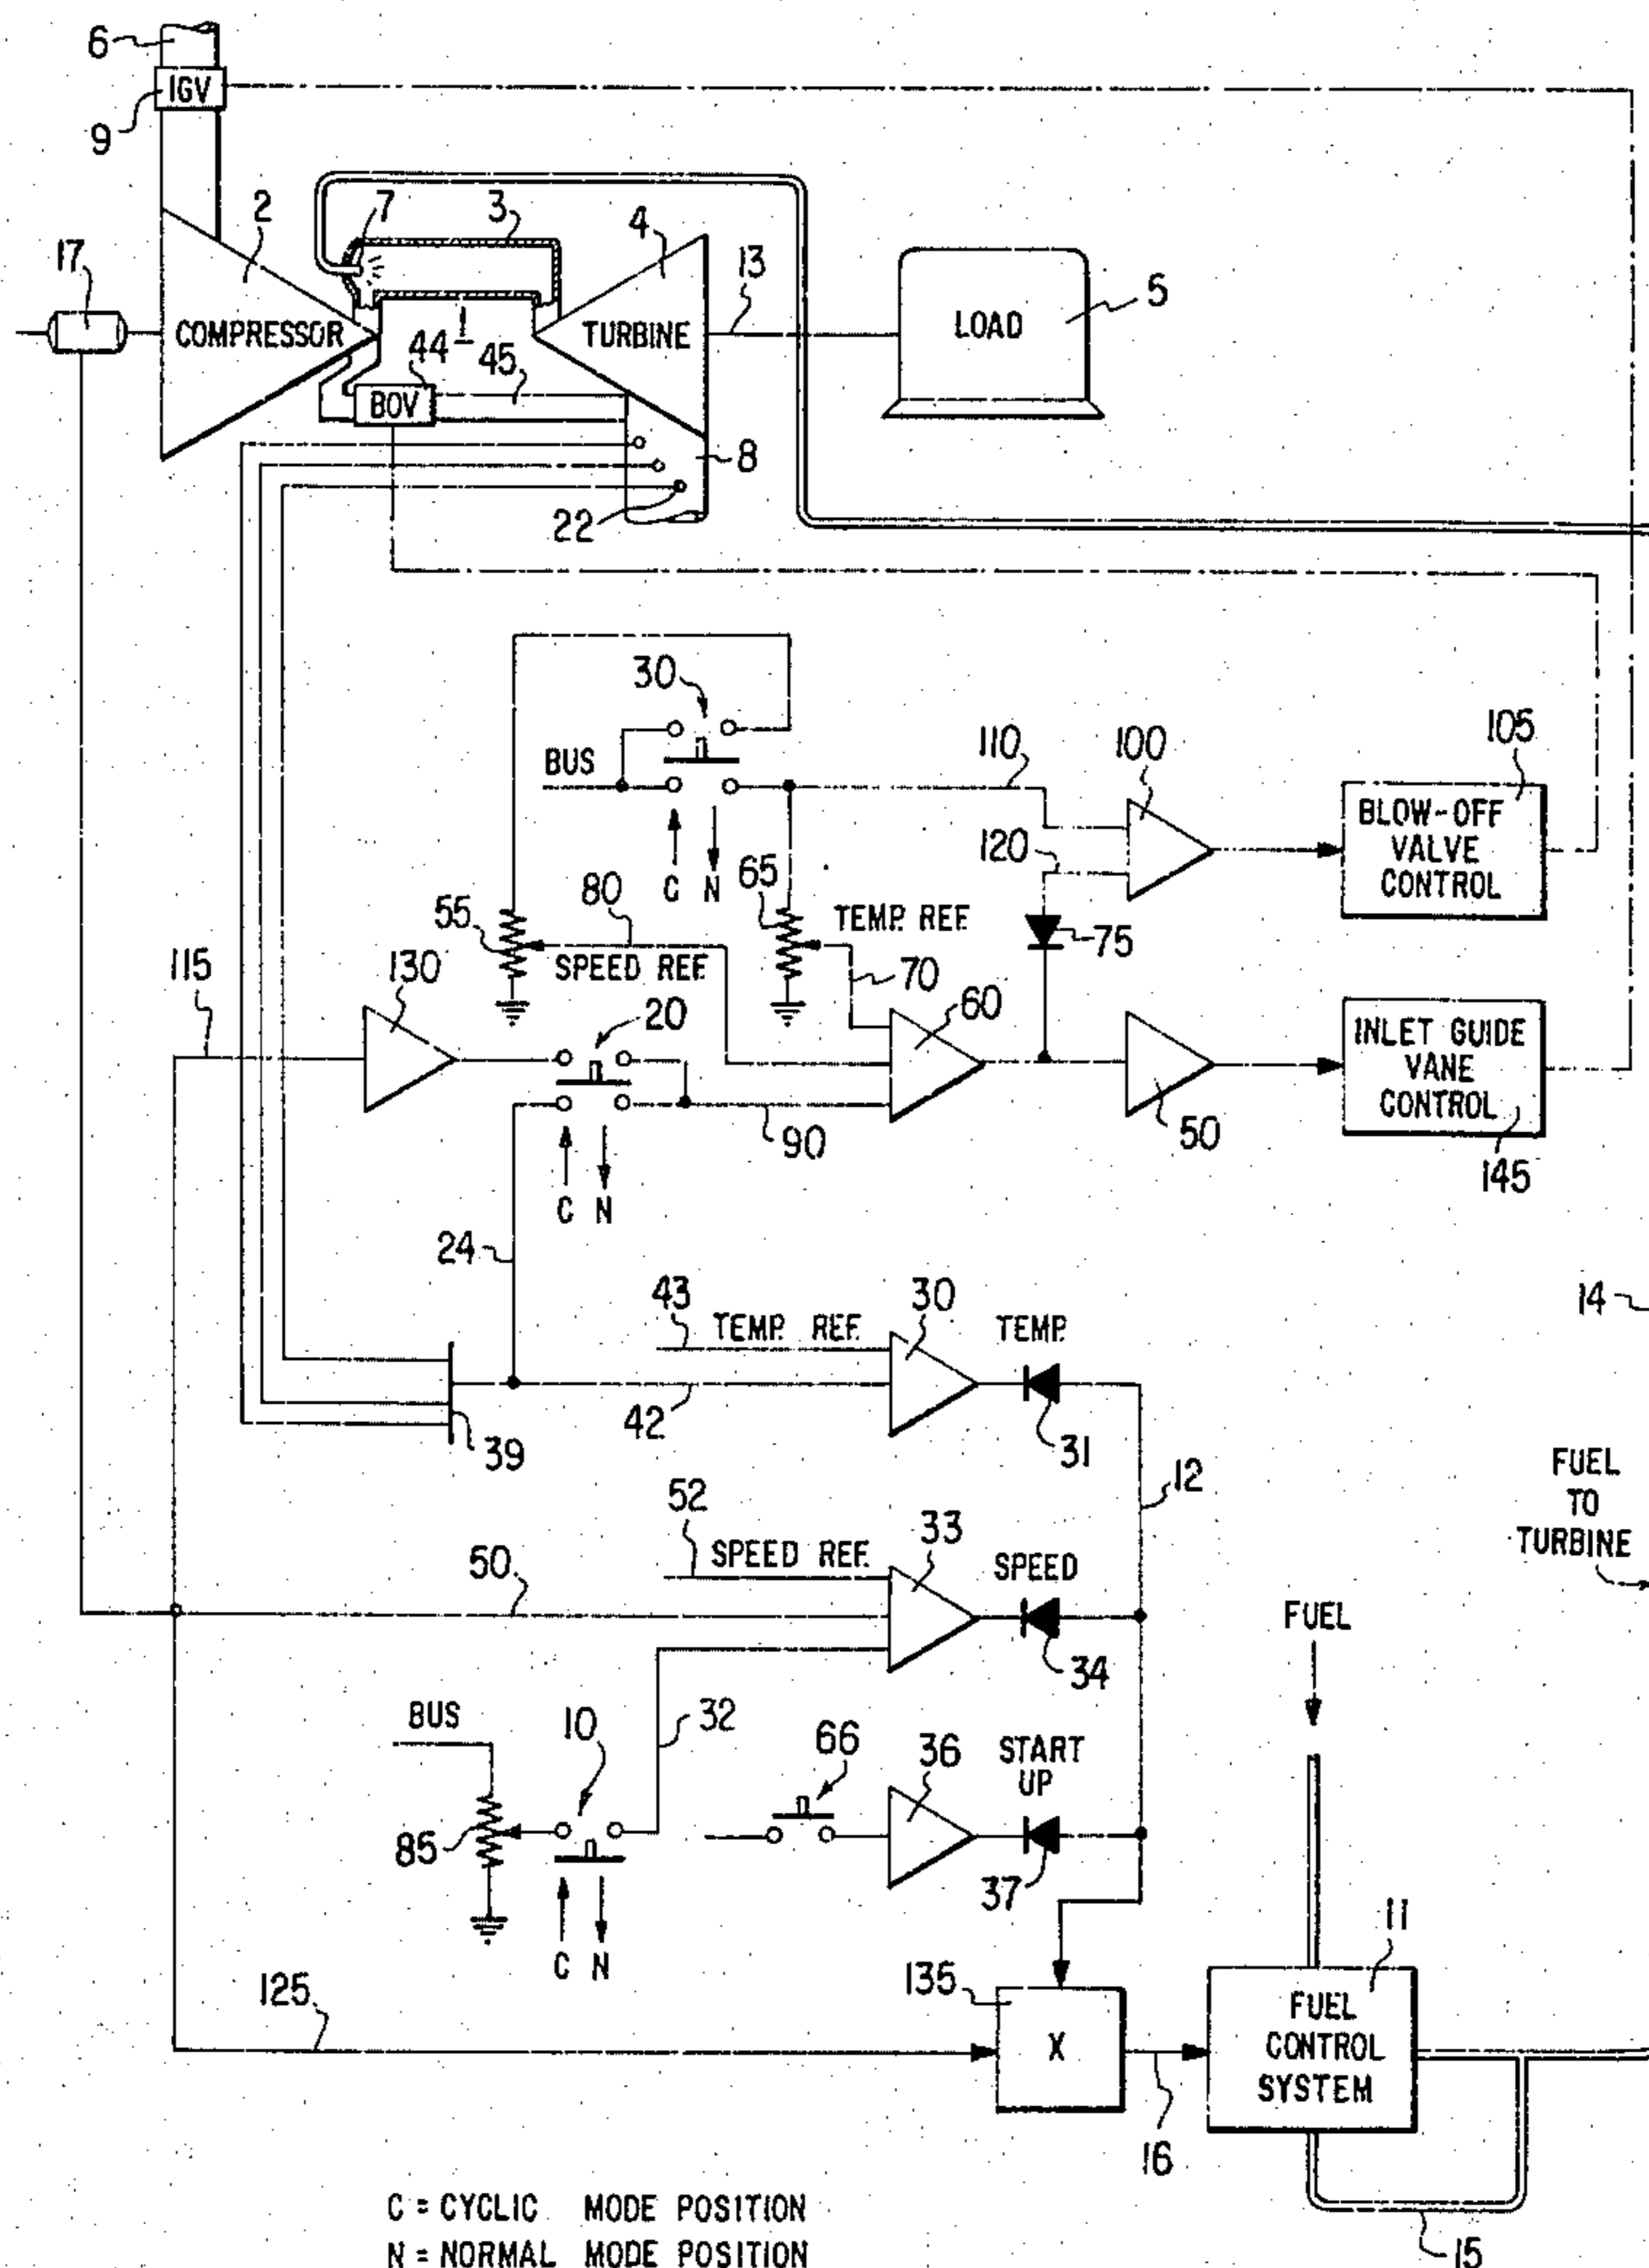 6
IGV
9
2
7
3
4
17
13
5
COMPRESSOR
TURBINE
LOAD
1
44
45
BOV
8
22
30
BUS
110
100
105
BLOW-OFF
VALVE
CONTROL
120
C N
65
80
55
TEMP. REF.
75
SPEED REF.
70
115
130
20
60
INLET GUIDE
VANE
CONTROL
90
50
145
C N
24
43
TEMP. REF.
30
TEMP.
14
42
31
39
12
FUEL
TO
TURBINE
52
SPEED REF.
33
SPEED
50
34
FUEL
BUS
10
32
66
36
START
UP
85
37
C N
11
135
125
X
FUEL
CONTROL
SYSTEM
16
C = CYCLIC MODE POSITION
N = NORMAL MODE POSITION
15